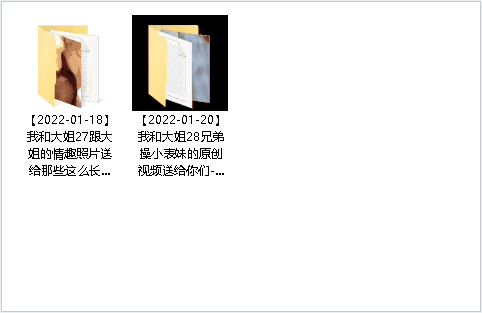 【2022-01-18】
我和大姐27跟大
姐的情趣照片送
给那些这么长...
【2022-01-20】
我和大姐28兄弟
操小表妹的原创
视频送给你们-...